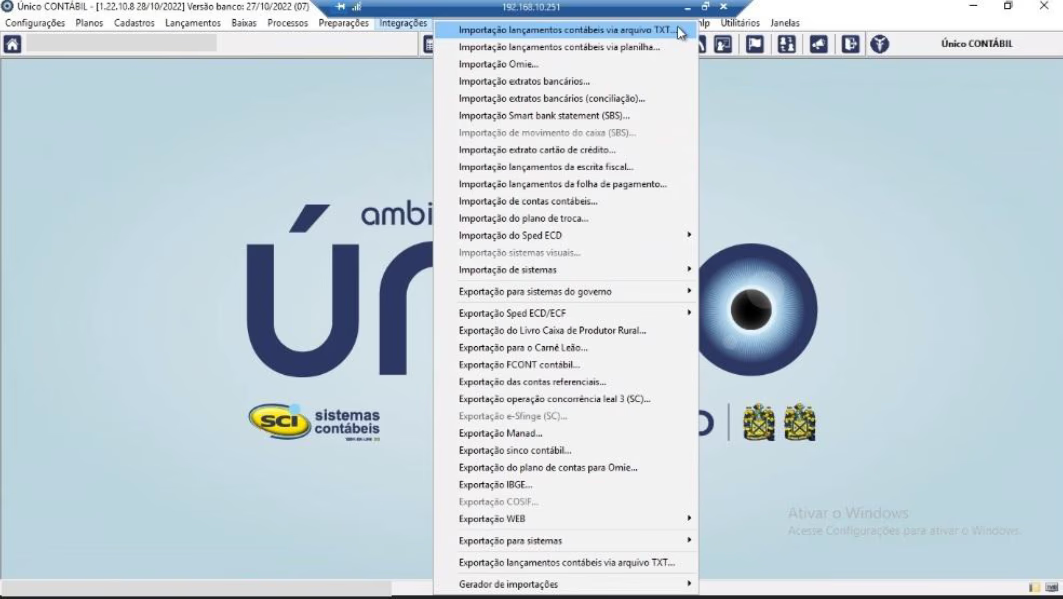 Único CONTÁBIL - [1.22.10.8 28/10/2022] Versão banco: 27/10/2022 (07)
192.168.10.251
Configurações Planos Cadastros Lançamentos Baixas Processos Preparações Integrações Utilitários Janelas
Único CONTÁBIL
Importação lançamentos contábeis via arquivo TXT...
Importação lançamentos contábeis via planilha...
Importação Omie...
Importação extratos bancários...
Importação extratos bancários (conciliação)...
Importação Smart bank statement (SBS)...
Importação de movimento do caixa (SBS)...
Importação extrato cartão de crédito...
Importação lançamentos da escrita fiscal...
Importação lançamentos da folha de pagamento...
Importação de contas contábeis...
Importação do plano de troca...
Importação do Sped ECD
Importação sistemas visuais...
Importação de sistemas
Exportação para sistemas do governo
Exportação Sped ECD/ECF
Exportação do Livro Caixa de Produtor Rural...
Exportação para o Carnê Leão...
Exportação FCONT contábil...
Exportação das contas referenciais...
Exportação operação concorrência leal 3 (SC)...
Exportação e-Sfinge (SC)...
Exportação Manad...
Exportação sinco contábil...
Exportação do plano de contas para Omie...
Exportação IBGE...
Exportação COSIF...
Exportação WEB
Exportação para sistemas
Exportação lançamentos contábeis via arquivo TXT...
Gerador de importações
ambi
ún
o
SCI sistemas
contábeis
Ativar o Windows
Acesse Configurações para ativar o Windows.